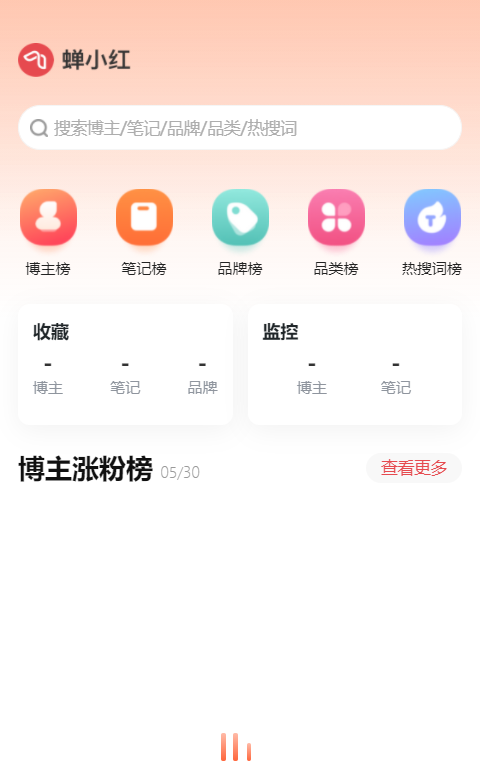 蝉小红
搜索博主/笔记/品牌/品类/热搜词
博主榜 笔记榜 品牌榜 品类榜 热搜词榜
收藏 监控
- - - - -
博主 笔记 品牌 博主 笔记
博主涨粉榜 05/30 查看更多